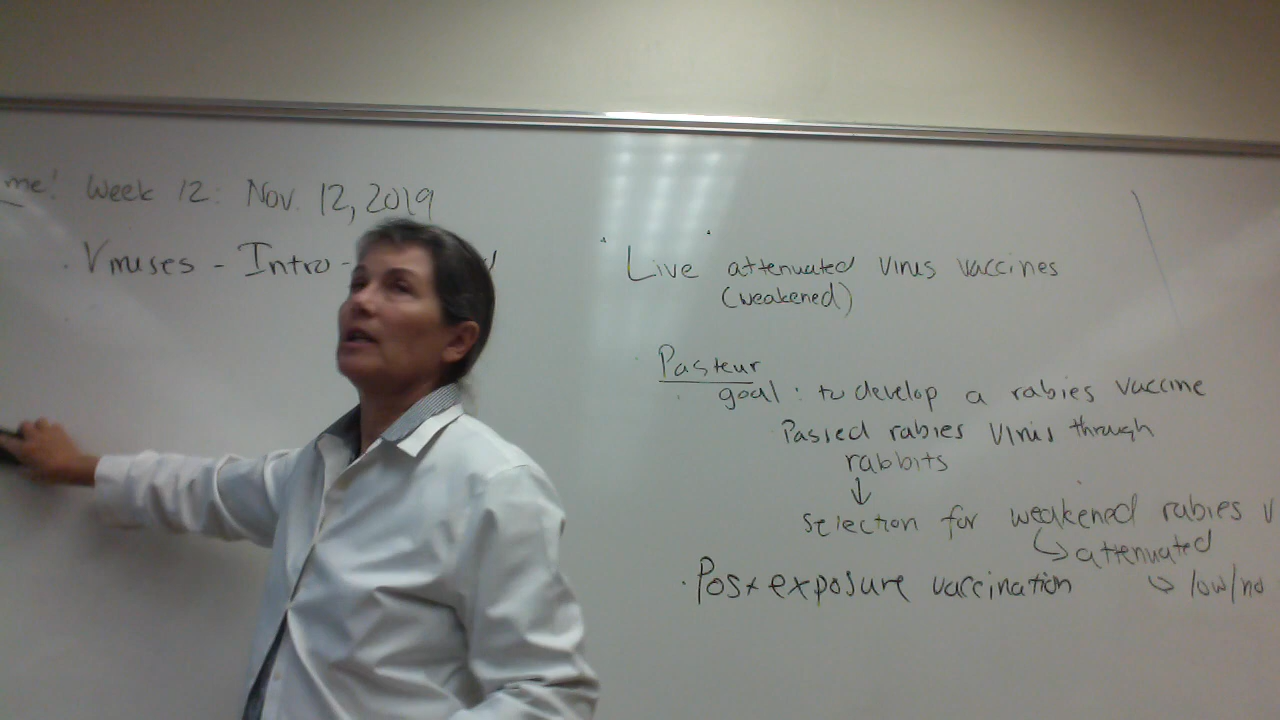 me! Week 12: Nov. 12, 2019
. Viruses - Intro -
"Live" attenuated virus vaccines
(weakened)
Pasteur
goal: to develop a rabies vaccine
Passed rabies virus through
rabbits
↓
selection for weakened rabies v
↳ attenuated
↳ low/no
· Post exposure vaccination